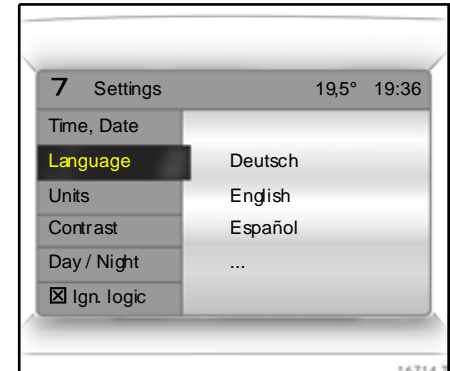 7 Settings 19,5° 19:36
Time, Date
Language Deutsch
Units English
Contrast Español
Day / Night ...
☒ Ign. logic